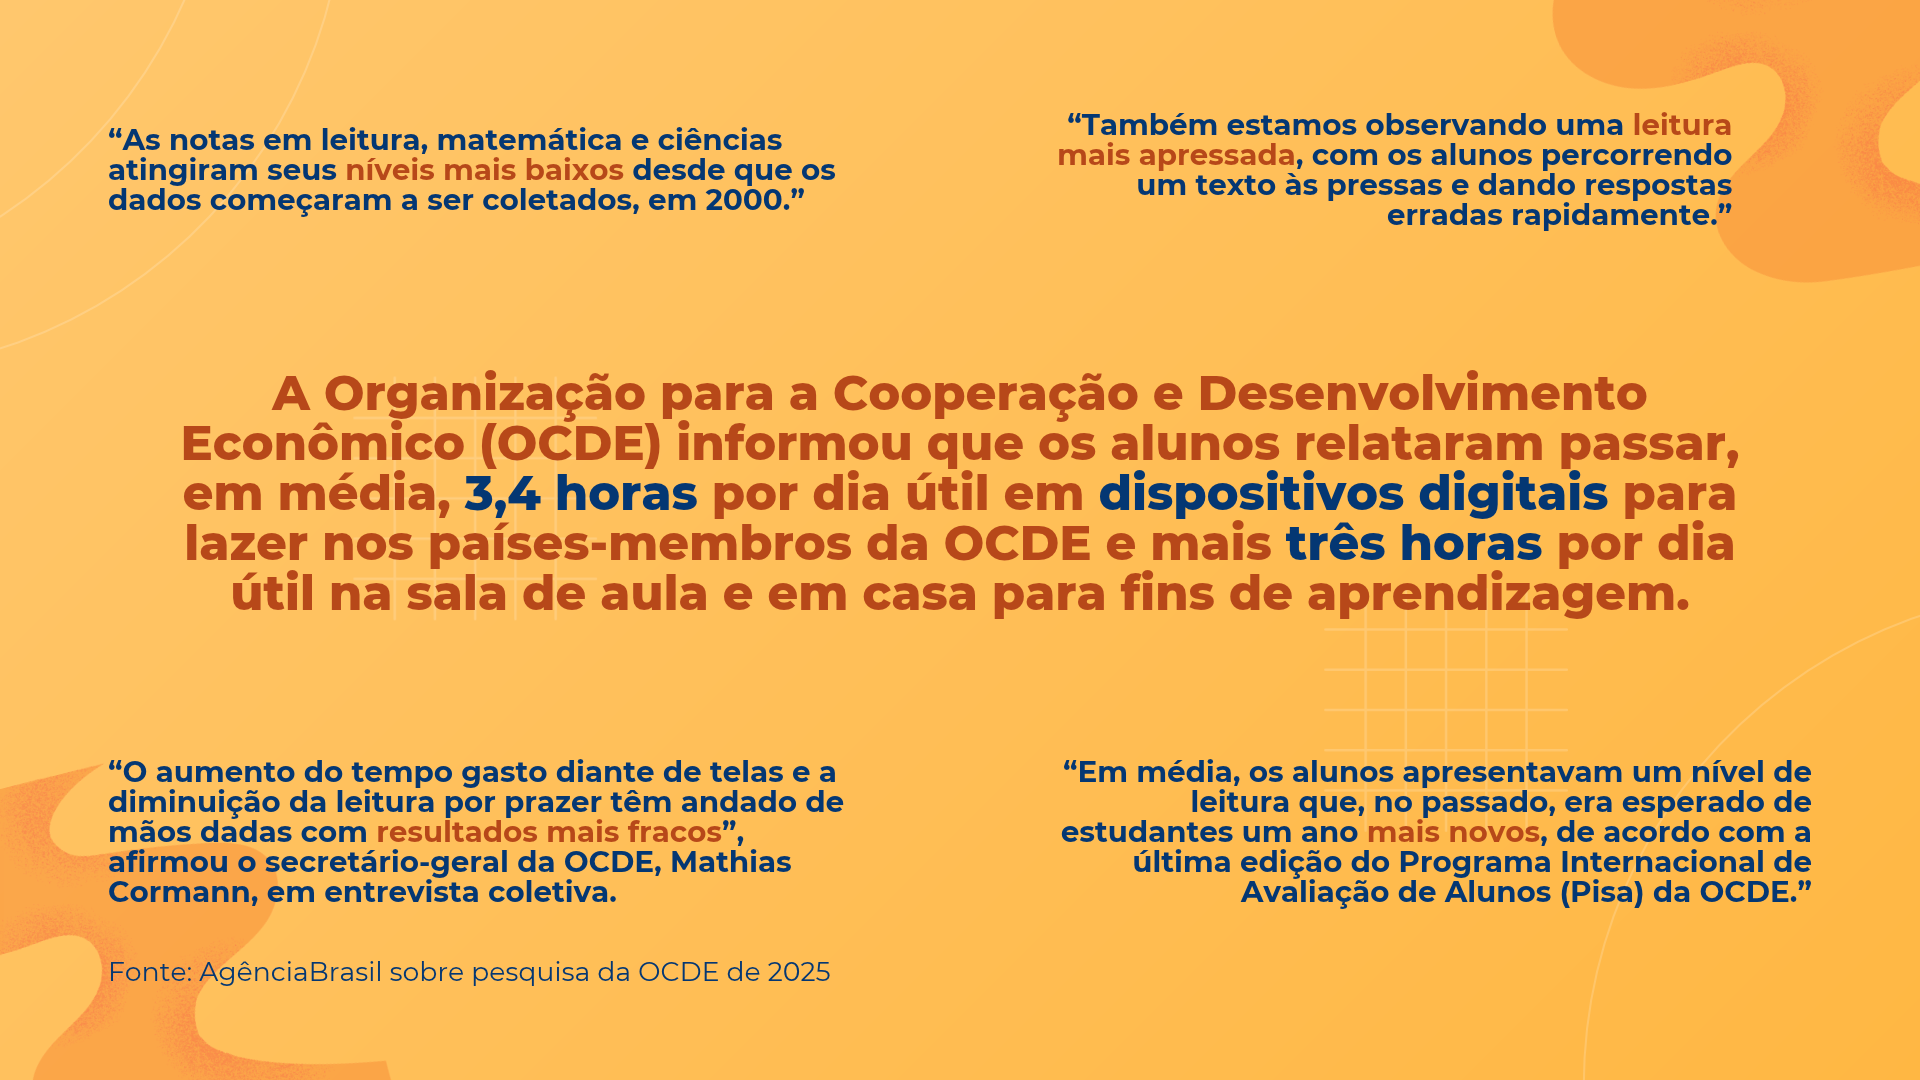 “As notas em leitura, matemática e ciências
atingiram seus níveis mais baixos desde que os
dados começaram a ser coletados, em 2000.”
“Também estamos observando uma leitura
mais apressada, com os alunos percorrendo
um texto às pressas e dando respostas
erradas rapidamente.”
A Organização para a Cooperação e Desenvolvimento
Econômico (OCDE) informou que os alunos relataram passar,
em média, 3,4 horas por dia útil em dispositivos digitais para
lazer nos países-membros da OCDE e mais três horas por dia
útil na sala de aula e em casa para fins de aprendizagem.
“O aumento do tempo gasto diante de telas e a
diminuição da leitura por prazer têm andado de
mãos dadas com resultados mais fracos”,
afirmou o secretário-geral da OCDE, Mathias
Cormann, em entrevista coletiva.
“Em média, os alunos apresentavam um nível de
leitura que, no passado, era esperado de
estudantes um ano mais novos, de acordo com a
última edição do Programa Internacional de
Avaliação de Alunos (Pisa) da OCDE.”
Fonte: AgênciaBrasil sobre pesquisa da OCDE de 2025